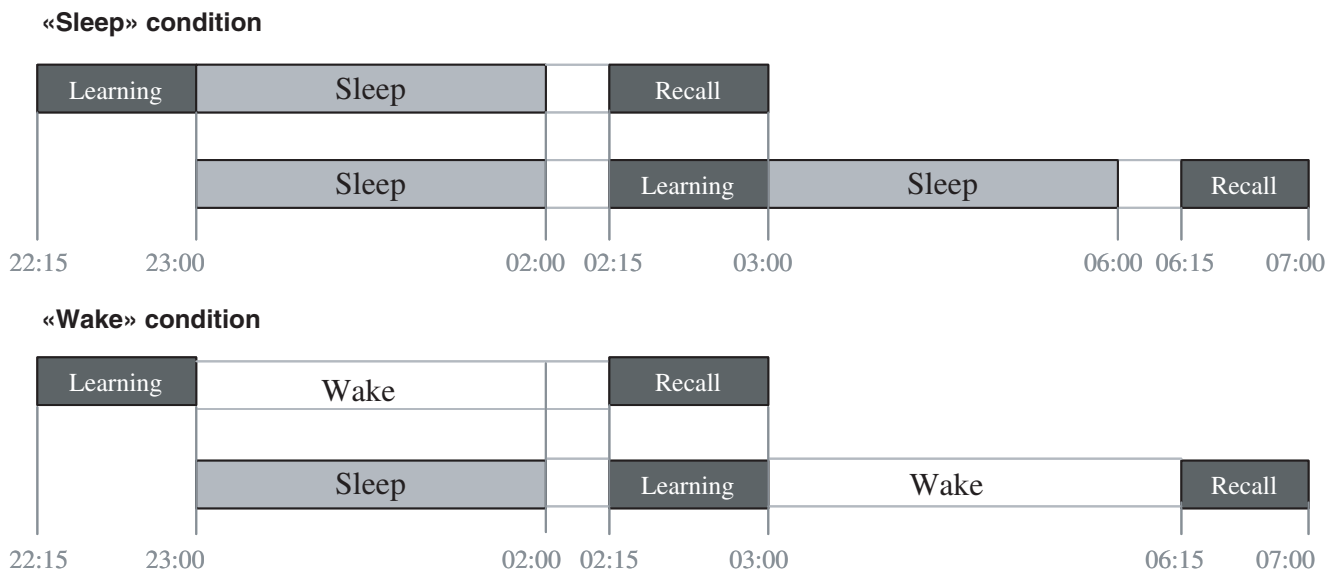 «Sleep» condition
Learning Sleep Recall
Sleep Learning Sleep Recall
22:15 23:00 02:00 02:15 03:00 06:00 06:15 07:00
«Wake» condition
Learning Wake Recall
Sleep Learning Wake Recall
22:15 23:00 02:00 02:15 03:00 06:15 07:00